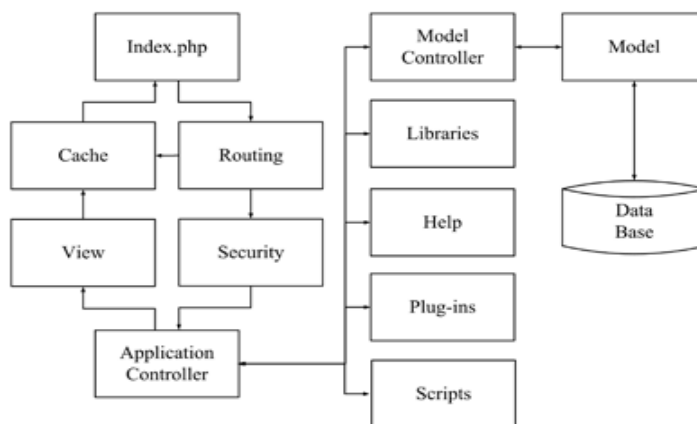 Index.php
Model
Controller
Model
Cache
Routing
Libraries
View
Security
Help
Data
Base
Application
Controller
Plug-ins
Scripts